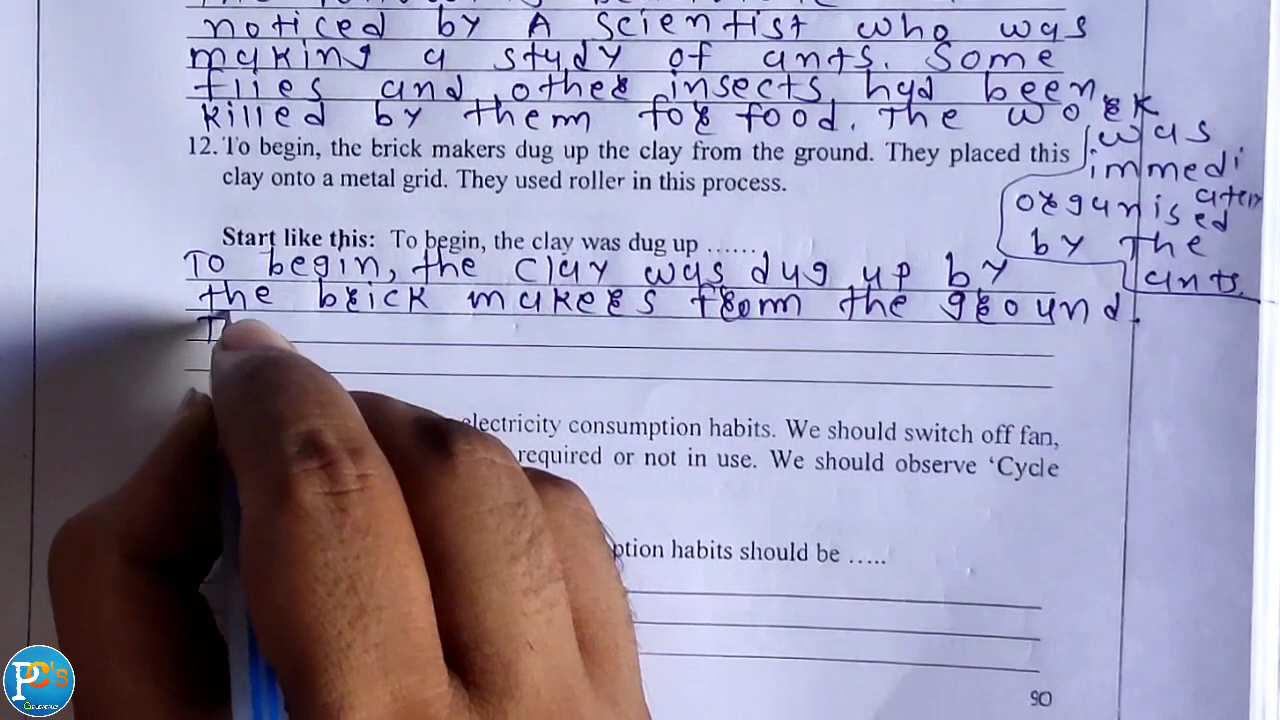 noticed by A scientist who was
making a study of ants. Some
flies and other insects had been
killed by them for food. The work
was
immedi
ately
organised
by the
ants.
12. To begin, the brick makers dug up the clay from the ground. They placed this
clay onto a metal grid. They used roller in this process.
Start like this: To begin, the clay was dug up ……
To begin, the clay was dug up by
the brick makers from the ground.
T
electricity consumption habits. We should switch off fan,
required or not in use. We should observe ‘Cycle
ption habits should be …..
90
PC's